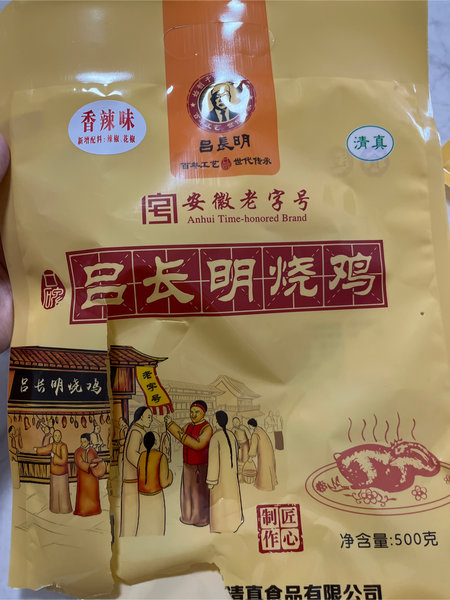 吕長明
百年工艺 世代传承
香辣味
新增配料:辣椒、花椒
清真
安徽老字号
Anhui Time-honored Brand
吕长明烧鸡
吕长明烧鸡
老字号
匠心
制作
净含量:500克
清真食品有限公司